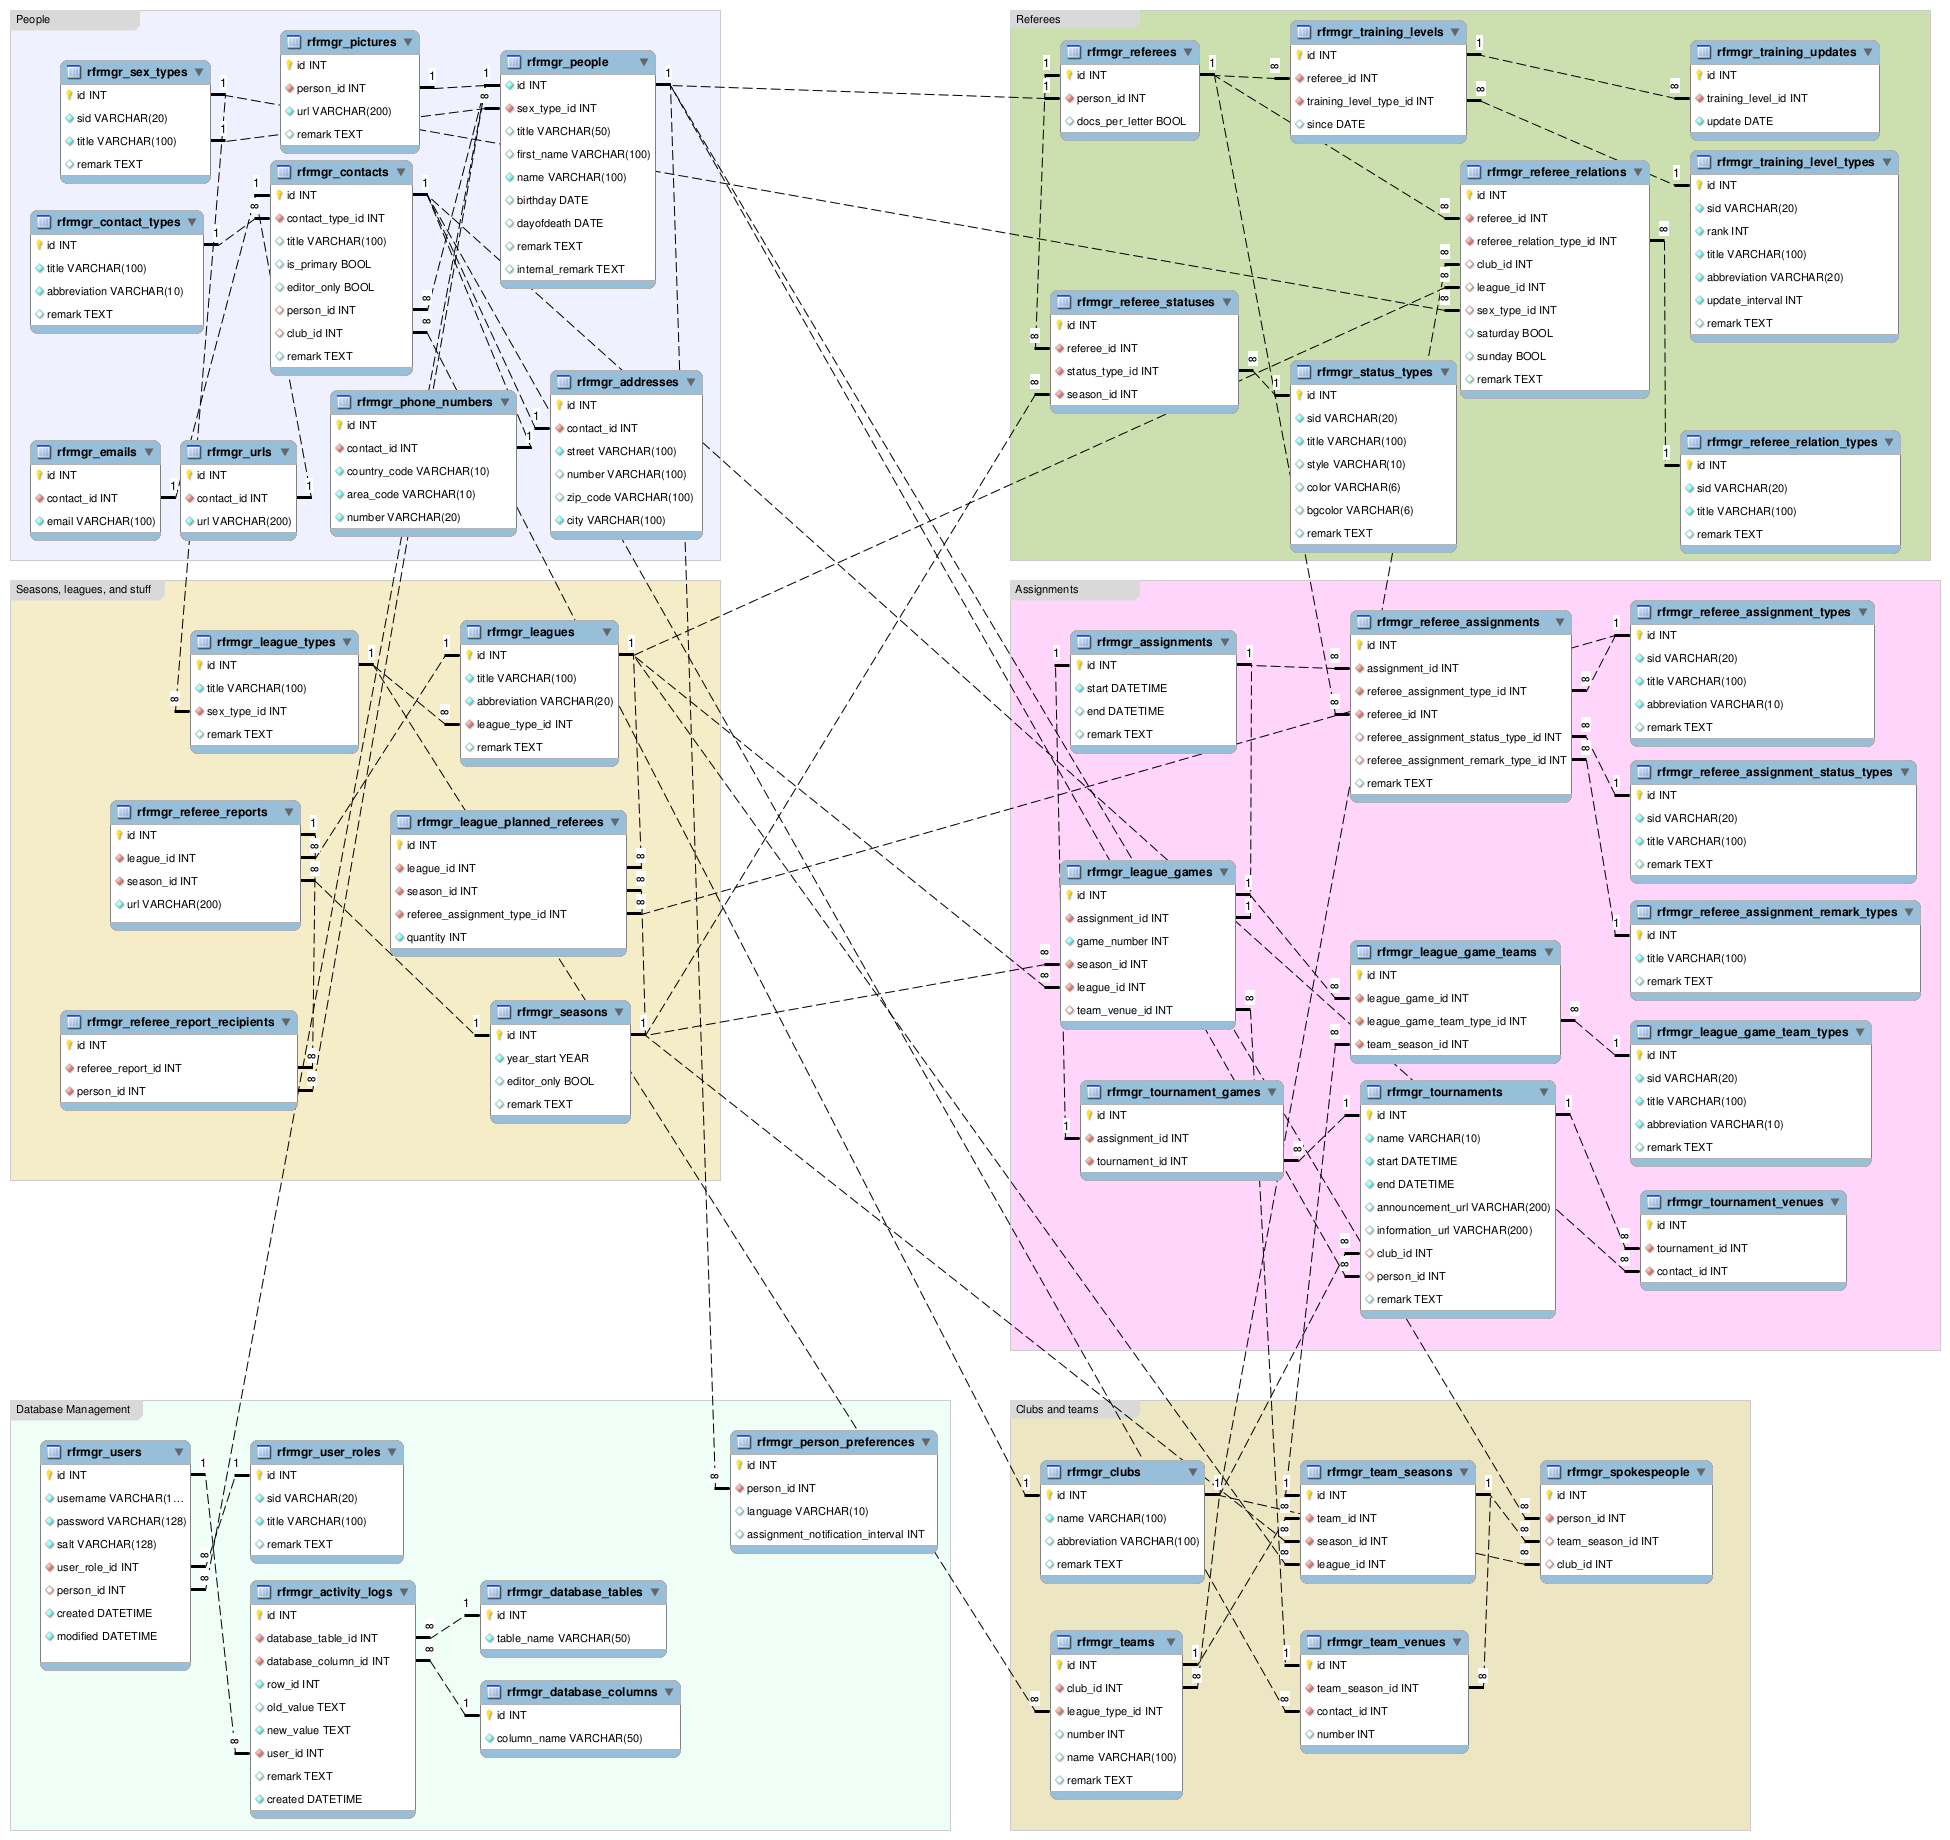 People
rfrmgr_sex_types
id INT
sid VARCHAR(20)
title VARCHAR(100)
remark TEXT
rfrmgr_pictures
id INT
person_id INT
url VARCHAR(200)
remark TEXT
rfrmgr_people
id INT
sex_type_id INT
title VARCHAR(50)
first_name VARCHAR(100)
name VARCHAR(100)
birthday DATE
dayofdeath DATE
remark TEXT
internal_remark TEXT
rfrmgr_contact_types
id INT
title VARCHAR(100)
abbreviation VARCHAR(10)
remark TEXT
rfrmgr_contacts
id INT
contact_type_id INT
title VARCHAR(100)
is_primary BOOL
editor_only BOOL
person_id INT
club_id INT
remark TEXT
rfrmgr_emails
id INT
contact_id INT
email VARCHAR(100)
rfrmgr_urls
id INT
contact_id INT
url VARCHAR(200)
rfrmgr_phone_numbers
id INT
contact_id INT
country_code VARCHAR(10)
area_code VARCHAR(10)
number VARCHAR(20)
rfrmgr_addresses
id INT
contact_id INT
street VARCHAR(100)
number VARCHAR(100)
zip_code VARCHAR(100)
city VARCHAR(100)
Referees
rfrmgr_referees
id INT
person_id INT
docs_per_letter BOOL
rfrmgr_training_levels
id INT
referee_id INT
training_level_type_id INT
since DATE
rfrmgr_training_updates
id INT
training_level_id INT
update DATE
rfrmgr_referee_relations
id INT
referee_id INT
referee_relation_type_id INT
club_id INT
league_id INT
sex_type_id INT
saturday BOOL
sunday BOOL
remark TEXT
rfrmgr_training_level_types
id INT
sid VARCHAR(20)
rank INT
title VARCHAR(100)
abbreviation VARCHAR(20)
update_interval INT
remark TEXT
rfrmgr_referee_statuses
id INT
referee_id INT
status_type_id INT
season_id INT
rfrmgr_status_types
id INT
sid VARCHAR(20)
title VARCHAR(100)
style VARCHAR(10)
color VARCHAR(6)
bgcolor VARCHAR(6)
remark TEXT
rfrmgr_referee_relation_types
id INT
sid VARCHAR(20)
title VARCHAR(100)
remark TEXT
Seasons, leagues, and stuff
rfrmgr_league_types
id INT
title VARCHAR(100)
sex_type_id INT
remark TEXT
rfrmgr_leagues
id INT
title VARCHAR(100)
abbreviation VARCHAR(20)
league_type_id INT
remark TEXT
rfrmgr_referee_reports
id INT
league_id INT
season_id INT
url VARCHAR(200)
rfrmgr_league_planned_referees
id INT
league_id INT
season_id INT
referee_assignment_type_id INT
quantity INT
rfrmgr_referee_report_recipients
id INT
referee_report_id INT
person_id INT
rfrmgr_seasons
id INT
year_start YEAR
editor_only BOOL
remark TEXT
Assignments
rfrmgr_assignments
id INT
start DATETIME
end DATETIME
remark TEXT
rfrmgr_referee_assignments
id INT
assignment_id INT
referee_assignment_type_id INT
referee_id INT
referee_assignment_status_type_id INT
referee_assignment_remark_type_id INT
remark TEXT
rfrmgr_referee_assignment_types
id INT
sid VARCHAR(20)
title VARCHAR(100)
abbreviation VARCHAR(10)
remark TEXT
rfrmgr_referee_assignment_status_types
id INT
sid VARCHAR(20)
title VARCHAR(100)
remark TEXT
rfrmgr_league_games
id INT
assignment_id INT
game_number INT
season_id INT
league_id INT
team_venue_id INT
rfrmgr_referee_assignment_remark_types
id INT
title VARCHAR(100)
remark TEXT
rfrmgr_league_game_teams
id INT
league_game_id INT
league_game_team_type_id INT
team_season_id INT
rfrmgr_league_game_team_types
id INT
sid VARCHAR(20)
title VARCHAR(100)
abbreviation VARCHAR(10)
remark TEXT
rfrmgr_tournament_games
id INT
assignment_id INT
tournament_id INT
rfrmgr_tournaments
id INT
name VARCHAR(10)
start DATETIME
end DATETIME
announcement_url VARCHAR(200)
information_url VARCHAR(200)
club_id INT
person_id INT
remark TEXT
rfrmgr_tournament_venues
id INT
tournament_id INT
contact_id INT
Database Management
rfrmgr_users
id INT
username VARCHAR(1...
password VARCHAR(128)
salt VARCHAR(128)
user_role_id INT
person_id INT
created DATETIME
modified DATETIME
rfrmgr_user_roles
id INT
sid VARCHAR(20)
title VARCHAR(100)
remark TEXT
rfrmgr_person_preferences
id INT
person_id INT
language VARCHAR(10)
assignment_notification_interval INT
rfrmgr_activity_logs
id INT
database_table_id INT
database_column_id INT
row_id INT
old_value TEXT
new_value TEXT
user_id INT
remark TEXT
created DATETIME
rfrmgr_database_tables
id INT
table_name VARCHAR(50)
rfrmgr_database_columns
id INT
column_name VARCHAR(50)
Clubs and teams
rfrmgr_clubs
id INT
name VARCHAR(100)
abbreviation VARCHAR(100)
remark TEXT
rfrmgr_team_seasons
id INT
team_id INT
season_id INT
league_id INT
rfrmgr_spokespeople
id INT
person_id INT
team_season_id INT
club_id INT
rfrmgr_teams
id INT
club_id INT
league_type_id INT
number INT
name VARCHAR(100)
remark TEXT
rfrmgr_team_venues
id INT
team_season_id INT
contact_id INT
number INT